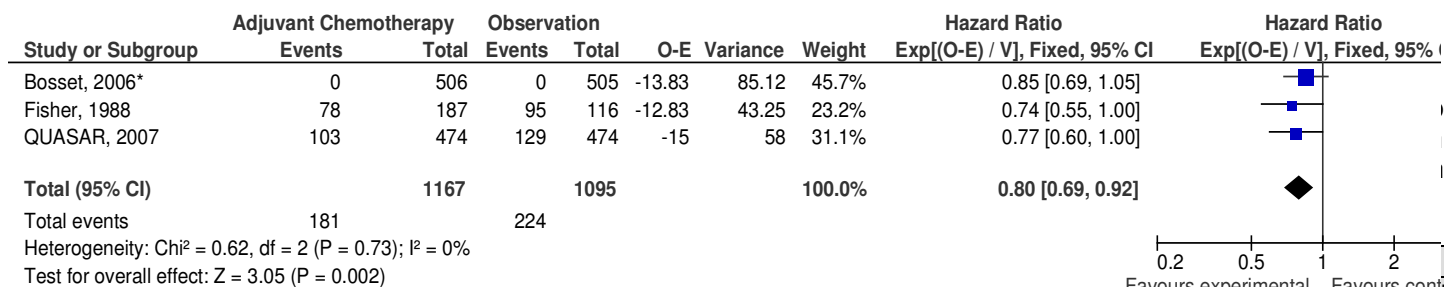 Adjuvant Chemotherapy Observation Hazard Ratio Hazard Ratio
Study or Subgroup Events Total Events Total O-E Variance Weight Exp[(O-E) / V], Fixed, 95% CI Exp[(O-E) / V], Fixed, 95%
Bosset, 2006* 0 506 0 505 -13.83 85.12 45.7% 0.85 [0.69, 1.05]
Fisher, 1988 78 187 95 116 -12.83 43.25 23.2% 0.74 [0.55, 1.00]
QUASAR, 2007 103 474 129 474 -15 58 31.1% 0.77 [0.60, 1.00]
Total (95% CI) 1167 1095 100.0% 0.80 [0.69, 0.92]
Total events 181 224
Heterogeneity: Chi² = 0.62, df = 2 (P = 0.73); I² = 0%
Test for overall effect: Z = 3.05 (P = 0.002)
0.2 0.5 1 2
Favours experimental Favours cont